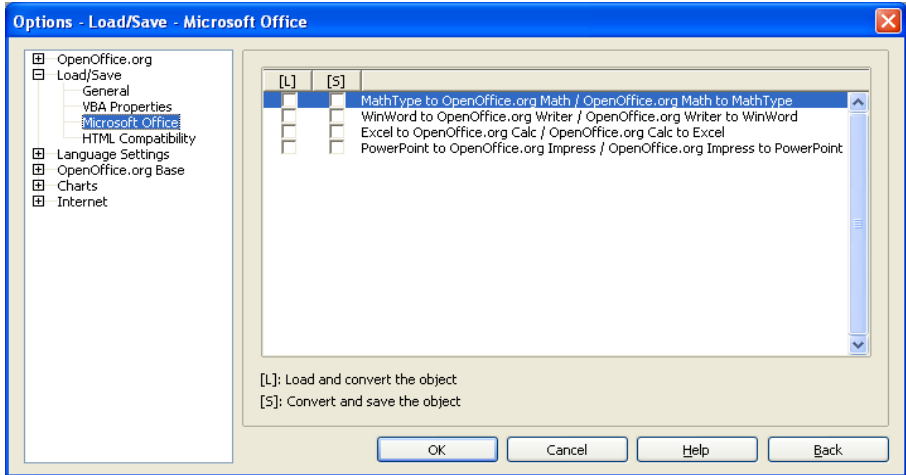 Options - Load/Save - Microsoft Office
OpenOffice.org
Load/Save
General
VBA Properties
Microsoft Office
HTML Compatibility
Language Settings
OpenOffice.org Base
Charts
Internet
[L] [S]
MathType to OpenOffice.org Math / OpenOffice.org Math to MathType
WinWord to OpenOffice.org Writer / OpenOffice.org Writer to WinWord
Excel to OpenOffice.org Calc / OpenOffice.org Calc to Excel
PowerPoint to OpenOffice.org Impress / OpenOffice.org Impress to PowerPoint
[L]: Load and convert the object
[S]: Convert and save the object
OK Cancel Help Back